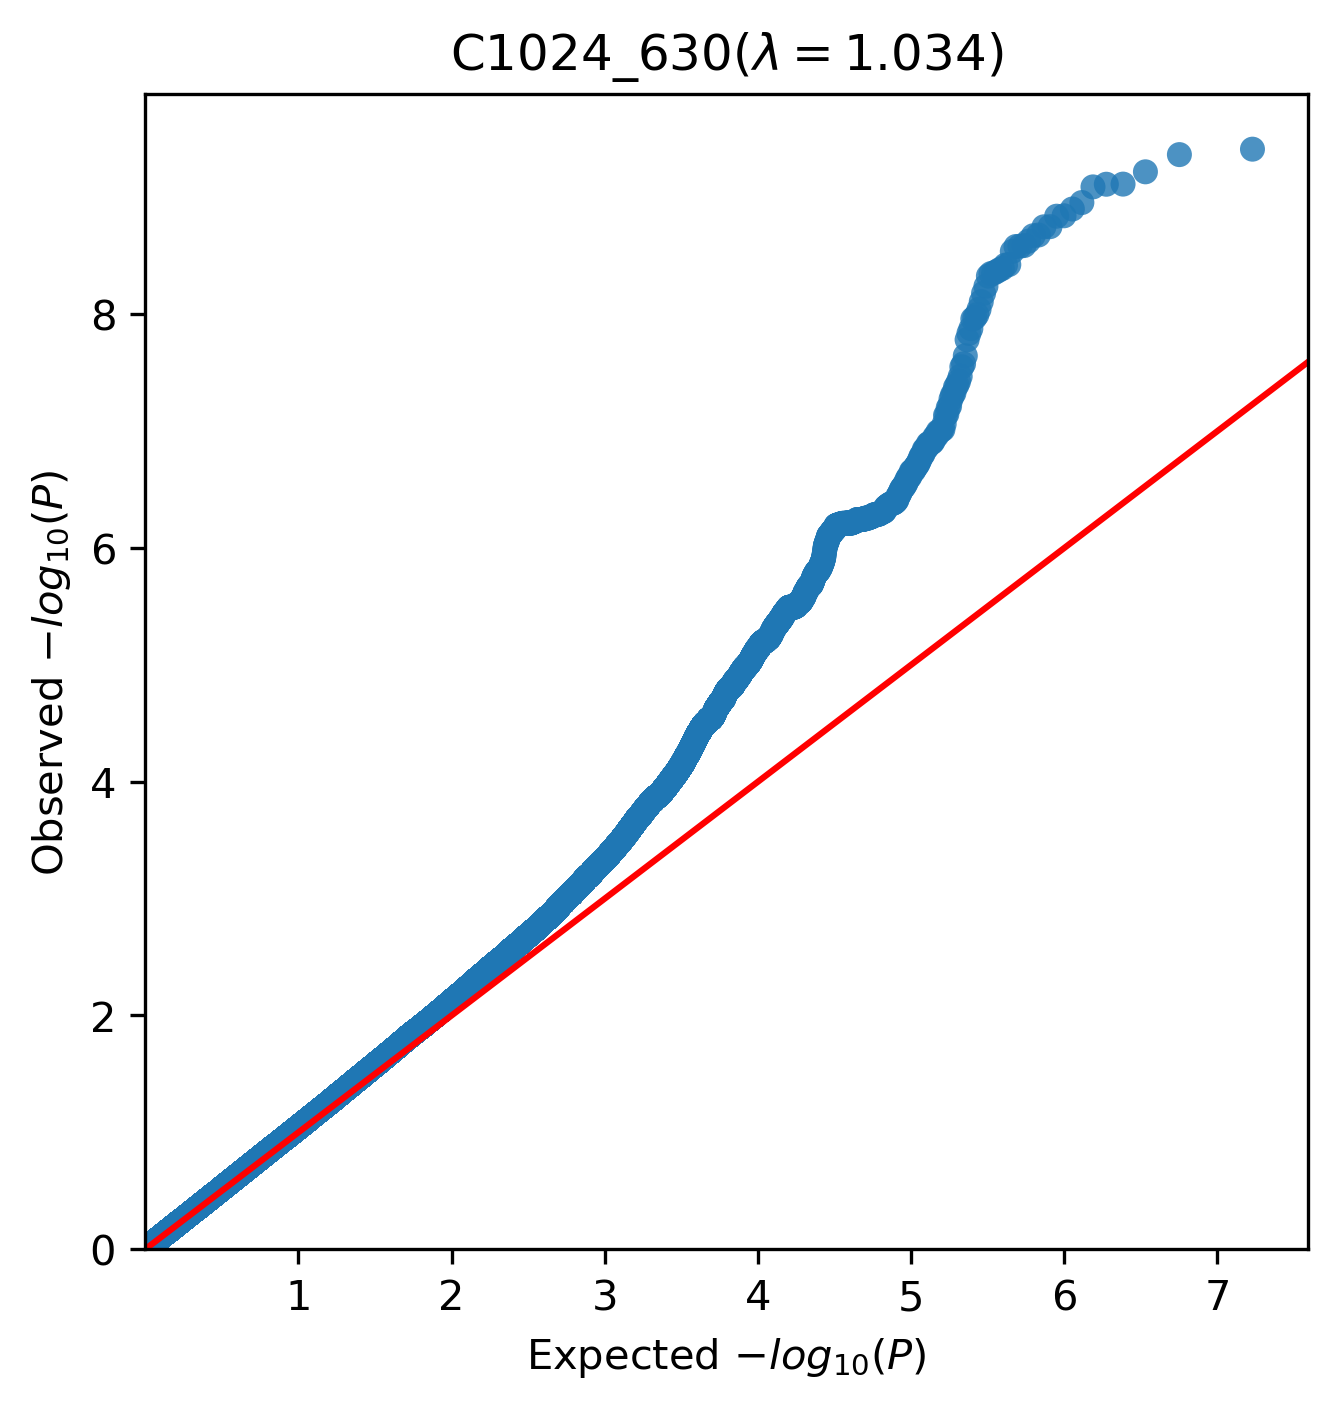 C1024_630(λ = 1.034)
Observed −log₁₀(P)
8
6
4
2
0
1 2 3 4 5 6 7
Expected −log₁₀(P)